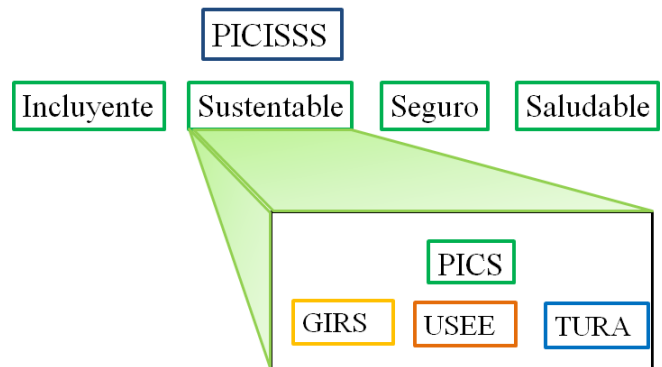 PICISSS
Incluyente Sustentable Seguro Saludable
PICS
GIRS USEE TURA